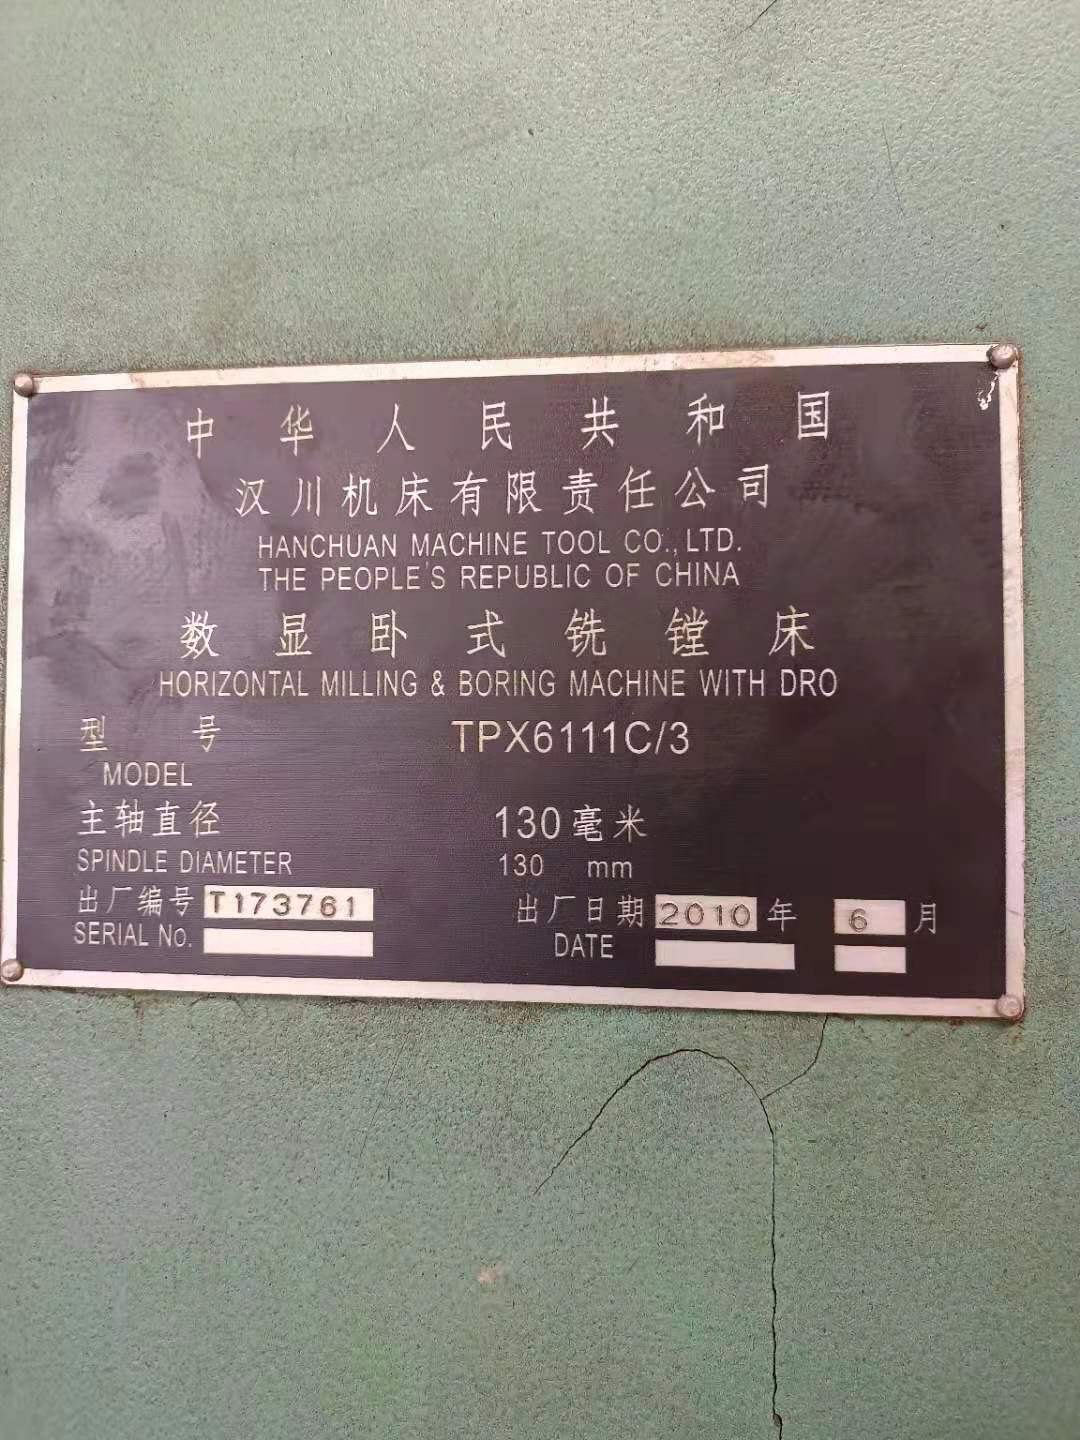 中华人民共和国
汉川机床有限责任公司
HANCHUAN MACHINE TOOL CO.,LTD.
THE PEOPLE'S REPUBLIC OF CHINA
数显卧式铣镗床
HORIZONTAL MILLING & BORING MACHINE WITH DRO
型号 TPX6111C/3
MODEL
主轴直径 130毫米
SPINDLE DIAMETER 130 mm
出厂编号 T173761 出厂日期 2010 年 6 月
SERIAL No. DATE